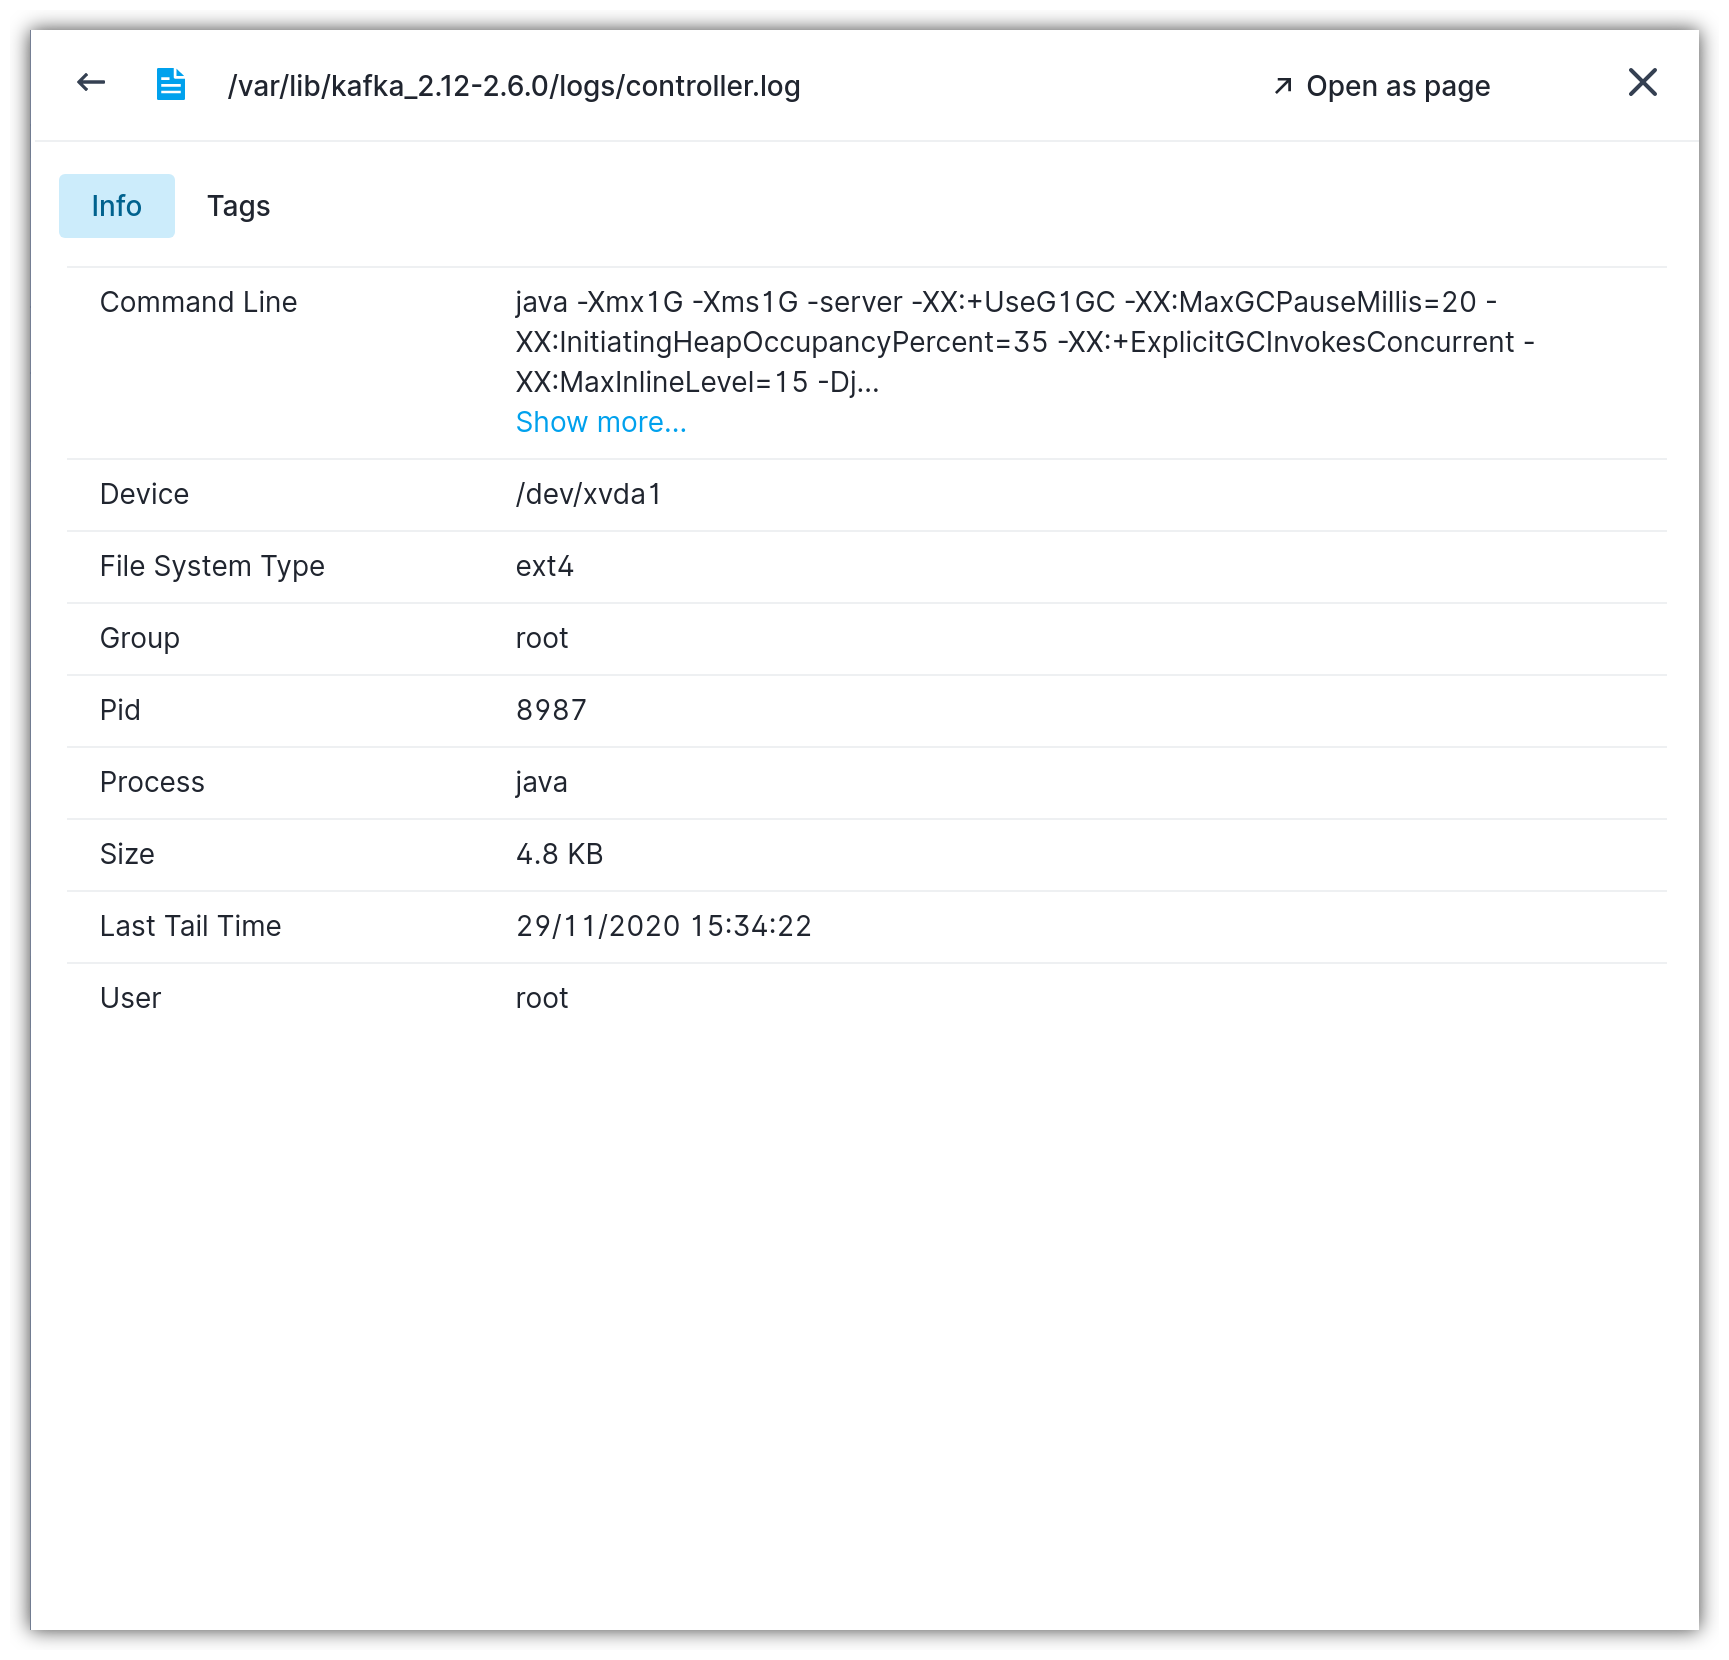 /var/lib/kafka_2.12-2.6.0/logs/controller.log
Open as page
Info
Tags
Command Line
java -Xmx1G -Xms1G -server -XX:+UseG1GC -XX:MaxGCPauseMillis=20 -
XX:InitiatingHeapOccupancyPercent=35 -XX:+ExplicitGCInvokesConcurrent -
XX:MaxInlineLevel=15 -Dj...
Show more...
Device
/dev/xvda1
File System Type
ext4
Group
root
Pid
8987
Process
java
Size
4.8 KB
Last Tail Time
29/11/2020 15:34:22
User
root